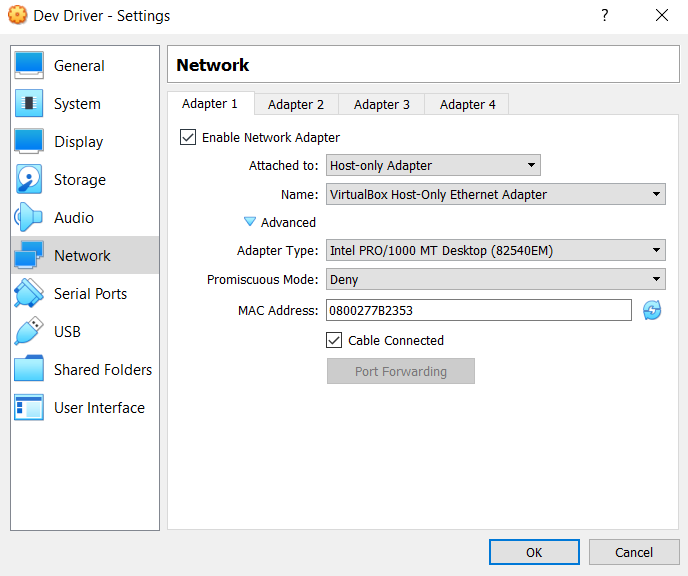 Dev Driver - Settings
?
General
System
Display
Storage
Audio
Network
Serial Ports
USB
Shared Folders
User Interface
Network
Adapter 1
Adapter 2
Adapter 3
Adapter 4
Enable Network Adapter
Attached to: Host-only Adapter
Name: VirtualBox Host-Only Ethernet Adapter
Advanced
Adapter Type: Intel PRO/1000 MT Desktop (82540EM)
Promiscuous Mode: Deny
MAC Address: 0800277B2353
Cable Connected
Port Forwarding
OK
Cancel